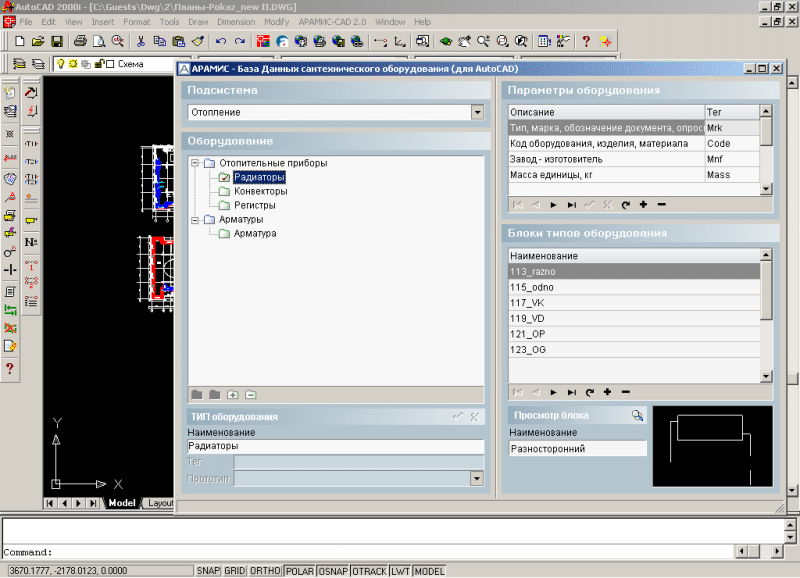 AutoCAD 2000i - [C:\Guests\Dwg\2\Планы-Pokaz_new II.DWG]
File Edit View Insert Format Tools Draw Dimension Modify АРАМИС-CAD 2.0 Window Help
Схема
АРАМИС - База Данных сантехнического оборудования (для AutoCAD)
Подсистема
Отопление
Оборудование
Отопительные приборы
Радиаторы
Конвекторы
Регистры
Арматуры
Арматура
ТИП оборудования
Наименование
Радиаторы
Тег
Прототип
Параметры оборудования
Описание Тег
Тип, марка, обозначение документа, опрос Mrk
Код оборудования, изделия, материала Code
Завод - изготовитель Mnf
Масса единицы, кг Mass
Блоки типов оборудования
Наименование
113_razno
115_odno
117_VK
119_VD
121_OP
123_OG
Просмотр блока
Наименование
Разносторонний
Y
X
Model Layout
Command:
3670.1777, -2178.0123, 0.0000 SNAP GRID ORTHO POLAR OSNAP OTRACK LWT MODEL